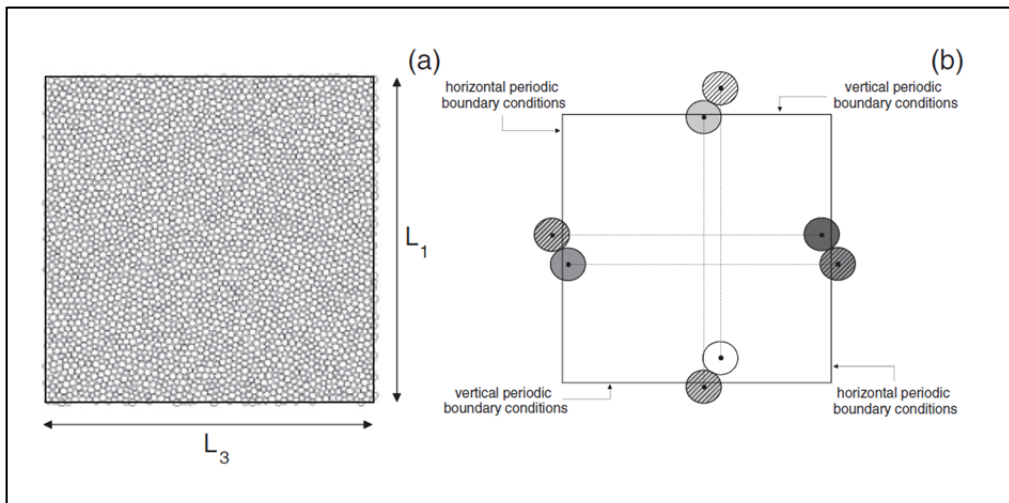 (a)
L1
L3
(b)
horizontal periodic
boundary conditions
vertical periodic
boundary conditions
vertical periodic
boundary conditions
horizontal periodic
boundary conditions